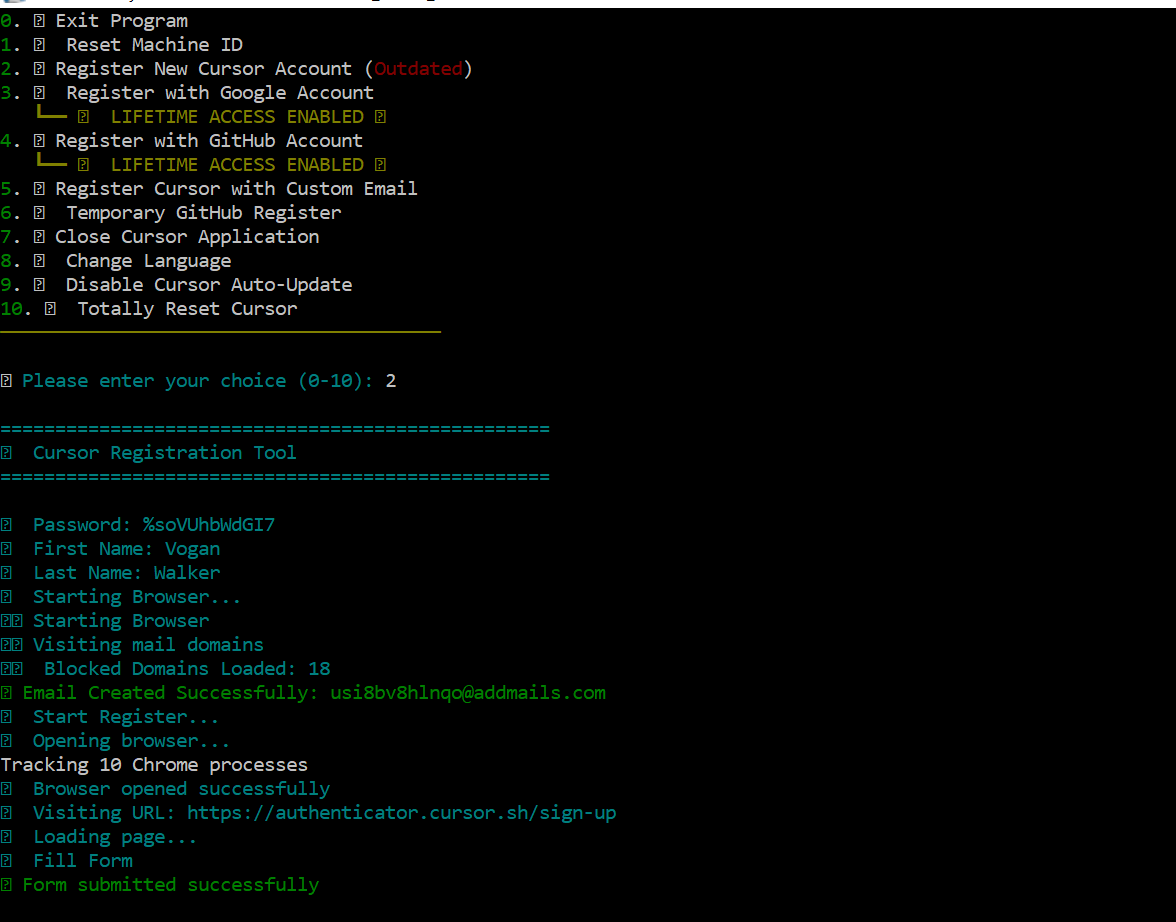 0. Exit Program
1. Reset Machine ID
2. Register New Cursor Account (Outdated)
3. Register with Google Account
└── LIFETIME ACCESS ENABLED
4. Register with GitHub Account
└── LIFETIME ACCESS ENABLED
5. Register Cursor with Custom Email
6. Temporary GitHub Register
7. Close Cursor Application
8. Change Language
9. Disable Cursor Auto-Update
10. Totally Reset Cursor
Please enter your choice (0-10): 2
==================================================
Cursor Registration Tool
==================================================
Password: %soVUhbWdGI7
First Name: Vogan
Last Name: Walker
Starting Browser...
Starting Browser
Visiting mail domains
Blocked Domains Loaded: 18
Email Created Successfully: usi8bv8hlnqo@addmails.com
Start Register...
Opening browser...
Tracking 10 Chrome processes
Browser opened successfully
Visiting URL: https://authenticator.cursor.sh/sign-up
Loading page...
Fill Form
Form submitted successfully